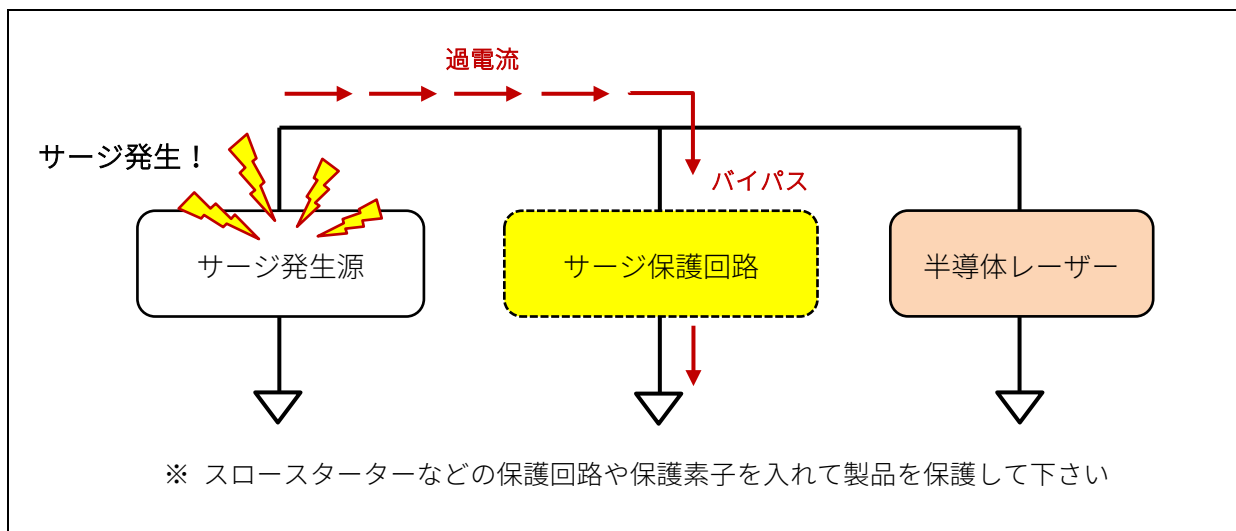 過電流
サージ発生！
バイパス
サージ発生源
サージ保護回路
半導体レーザー
※ スロースターターなどの保護回路や保護素子を入れて製品を保護して下さい